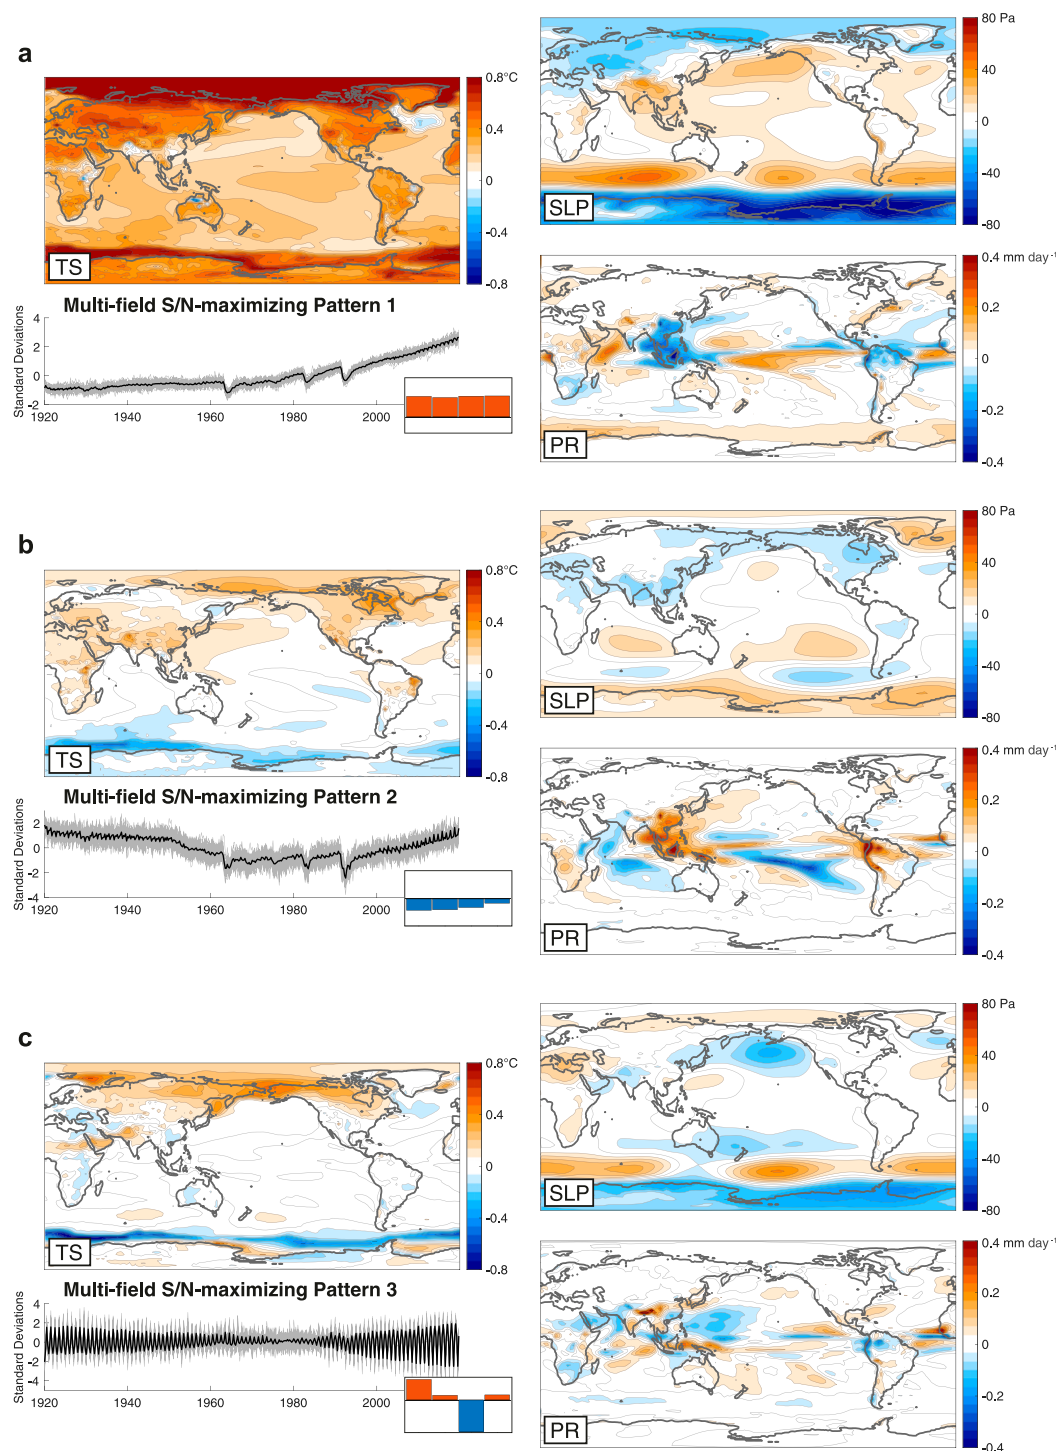 a
0.8°C
0.4
0
-0.4
-0.8
TS
Multi-field S/N-maximizing Pattern 1
Standard Deviations
4
2
0
-2
1920
1940
1960
1980
2000
80 Pa
40
0
-40
-80
SLP
0.4 mm day⁻¹
0.2
0
-0.2
-0.4
PR
b
0.8°C
0.4
0
-0.4
-0.8
TS
Multi-field S/N-maximizing Pattern 2
Standard Deviations
2
0
-2
-4
1920
1940
1960
1980
2000
80 Pa
40
0
-40
-80
SLP
0.4 mm day⁻¹
0.2
0
-0.2
-0.4
PR
c
0.8°C
0.4
0
-0.4
-0.8
TS
Multi-field S/N-maximizing Pattern 3
Standard Deviations
4
2
0
-2
-4
1920
1940
1960
1980
2000
80 Pa
40
0
-40
-80
SLP
0.4 mm day⁻¹
0.2
0
-0.2
-0.4
PR